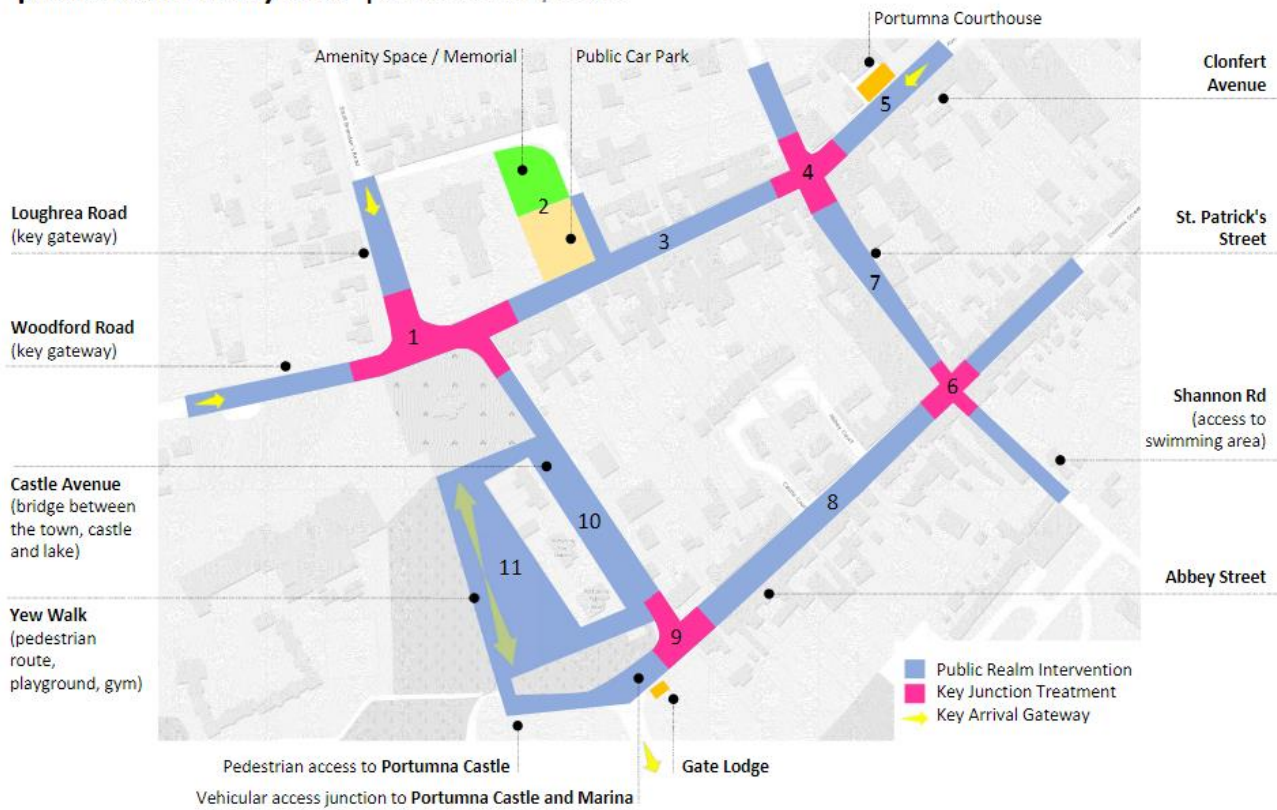 Portumna Courthouse
Amenity Space / Memorial
Public Car Park
Clonfert
Avenue
5
4
2
Loughrea Road
(key gateway)
3
St. Patrick's
Street
7
Woodford Road
(key gateway)
1
6
Shannon Rd
(access to
swimming area)
Abbey Court
Castle Avenue
(bridge between
the town, castle
and lake)
8
10
11
Abbey Street
Yew Walk
(pedestrian
route,
playground, gym)
9
Public Realm Intervention
Key Junction Treatment
Key Arrival Gateway
Pedestrian access to Portumna Castle
Gate Lodge
Vehicular access junction to Portumna Castle and Marina